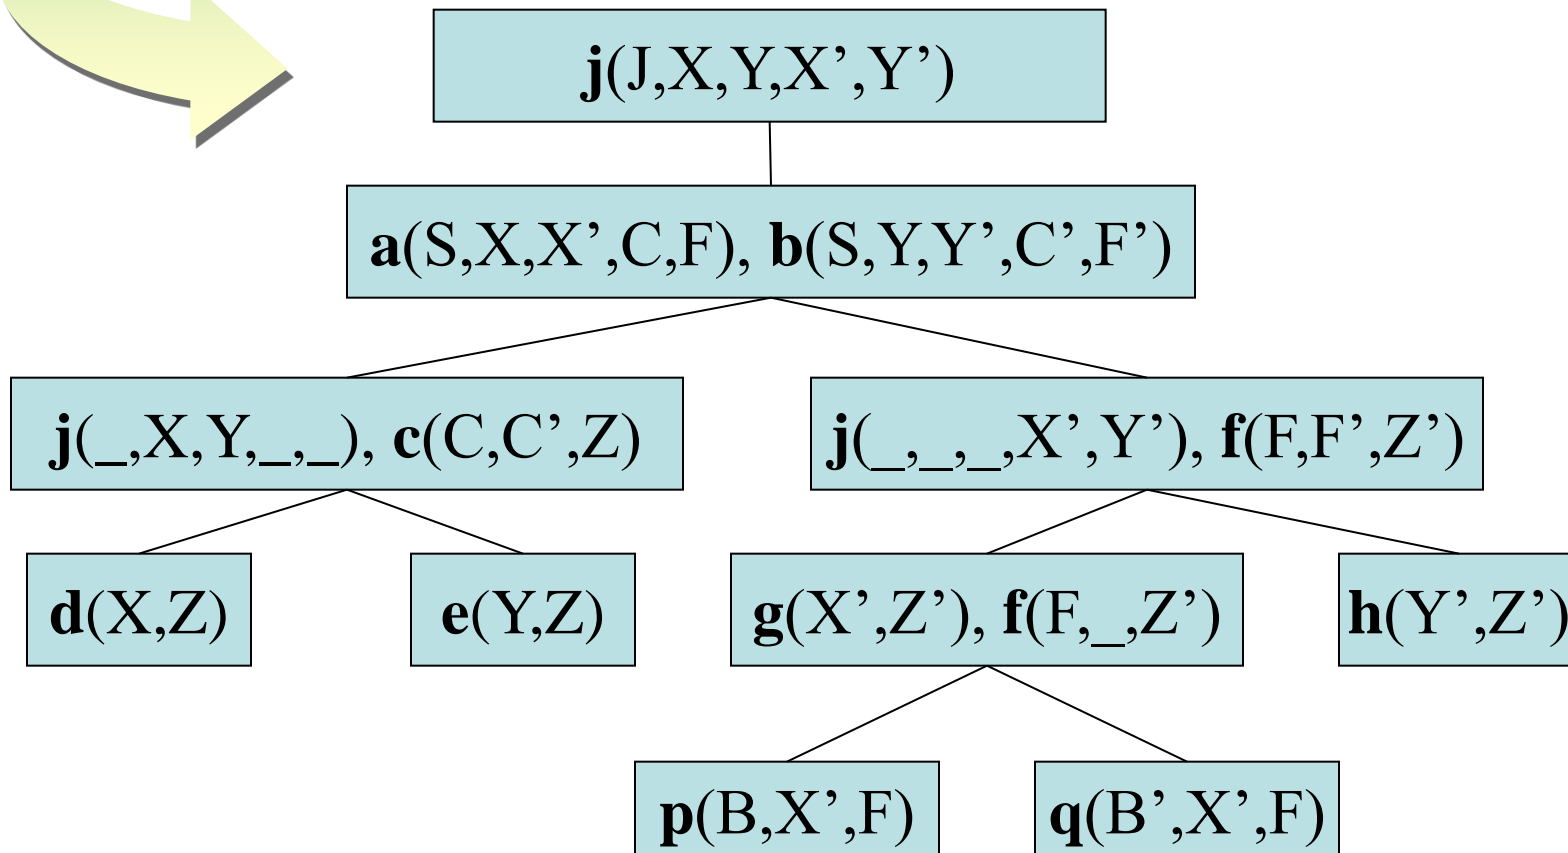 j(J,X,Y,X’,Y’)
a(S,X,X’,C,F), b(S,Y,Y’,C’,F’)
j(_,X,Y,_,_), c(C,C’,Z)
j(_,_,_,X’,Y’), f(F,F’,Z’)
d(X,Z)
e(Y,Z)
g(X’,Z’), f(F,_,Z’)
h(Y’,Z’)
p(B,X’,F)
q(B’,X’,F)